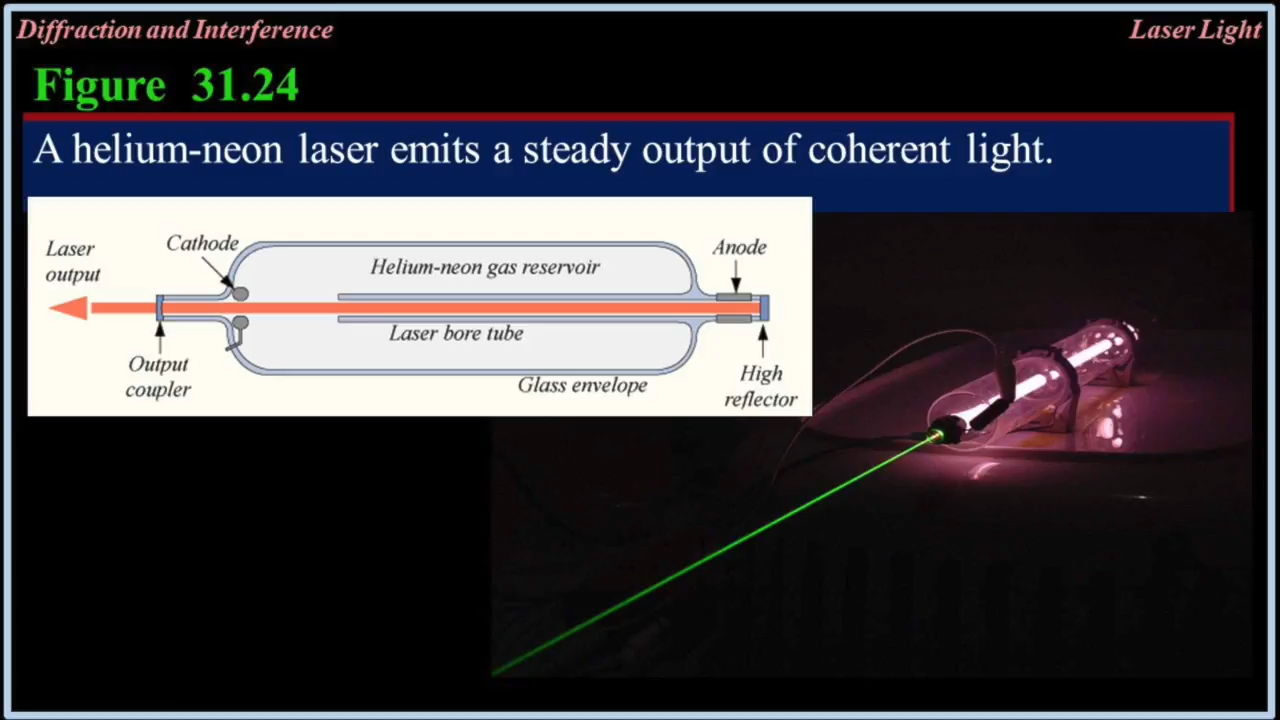 Diffraction and Interference
Laser Light
Figure 31.24
A helium-neon laser emits a steady output of coherent light.
Laser
output
Cathode
Helium-neon gas reservoir
Anode
Laser bore tube
Output
coupler
Glass envelope
High
reflector